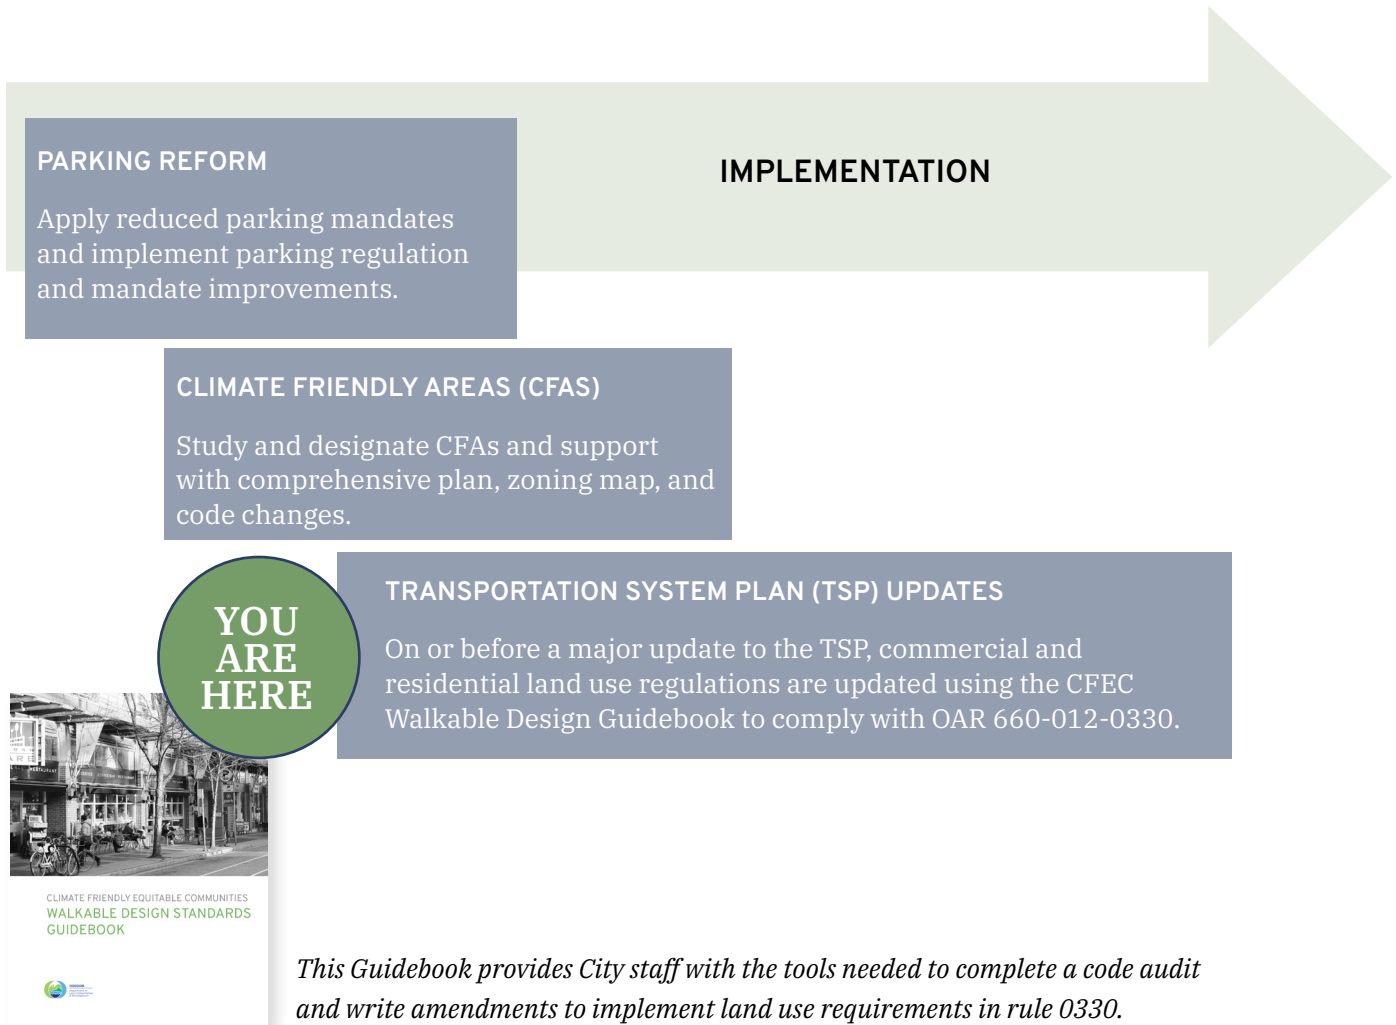 IMPLEMENTATION
PARKING REFORM
Apply reduced parking mandates
and implement parking regulation
and mandate improvements.
CLIMATE FRIENDLY AREAS (CFAS)
Study and designate CFAs and support
with comprehensive plan, zoning map, and
code changes.
YOU
ARE
HERE
TRANSPORTATION SYSTEM PLAN (TSP) UPDATES
On or before a major update to the TSP, commercial and
residential land use regulations are updated using the CFEC
Walkable Design Guidebook to comply with OAR 660-012-0330.
CLIMATE FRIENDLY EQUITABLE COMMUNITIES
WALKABLE DESIGN STANDARDS
GUIDEBOOK
This Guidebook provides City staff with the tools needed to complete a code audit
and write amendments to implement land use requirements in rule 0330.